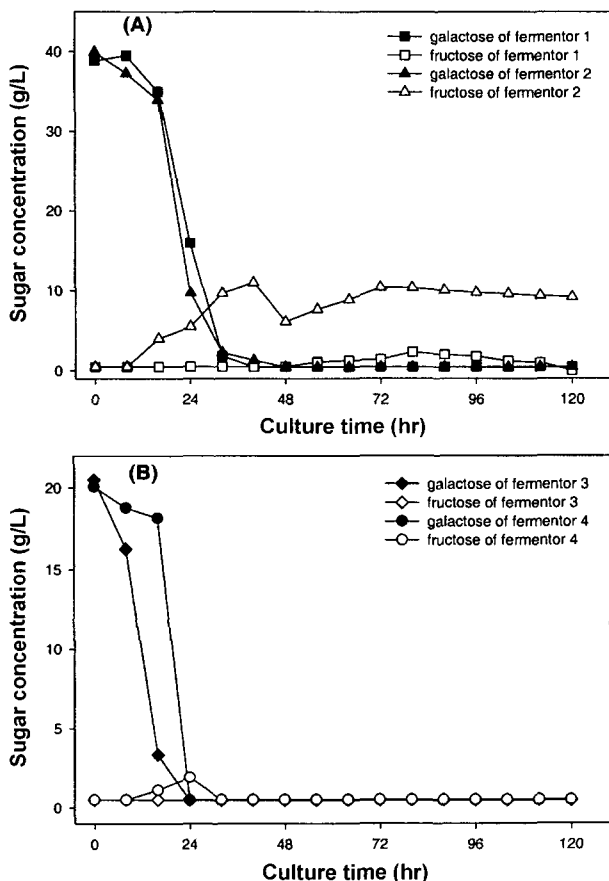 (A)
galactose of fermentor 1
fructose of fermentor 1
galactose of fermentor 2
fructose of fermentor 2
Sugar concentration (g/L)
40
30
20
10
0
0 24 48 72 96 120
Culture time (hr)
(B)
galactose of fermentor 3
fructose of fermentor 3
galactose of fermentor 4
fructose of fermentor 4
Sugar concentration (g/L)
20
15
10
5
0
0 24 48 72 96 120
Culture time (hr)